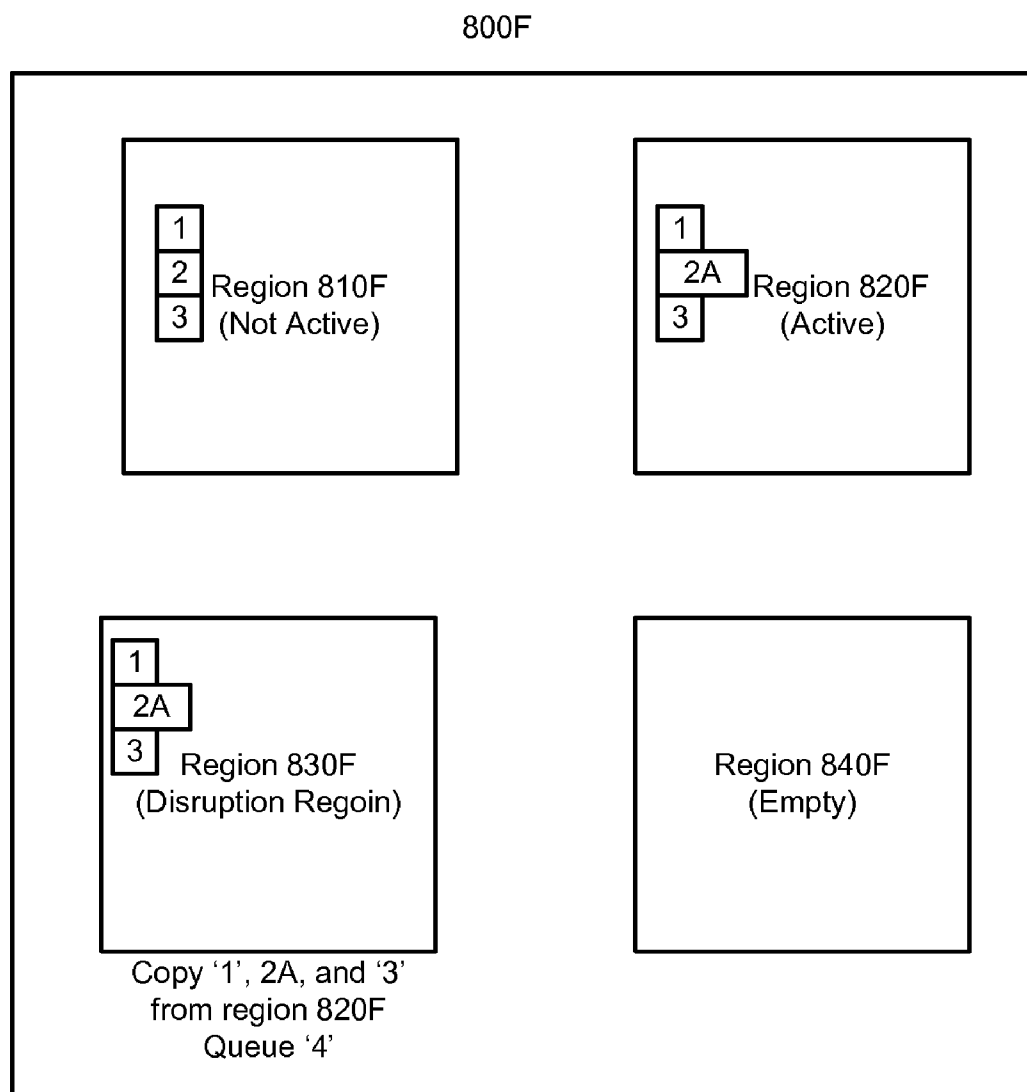 800F
1
2
3
Region 810F
(Not Active)
1
2A
3
Region 820F
(Active)
1
2A
3
Region 830F
(Disruption Regoin)
Region 840F
(Empty)
Copy ‘1’, 2A, and ‘3’
from region 820F
Queue ‘4’